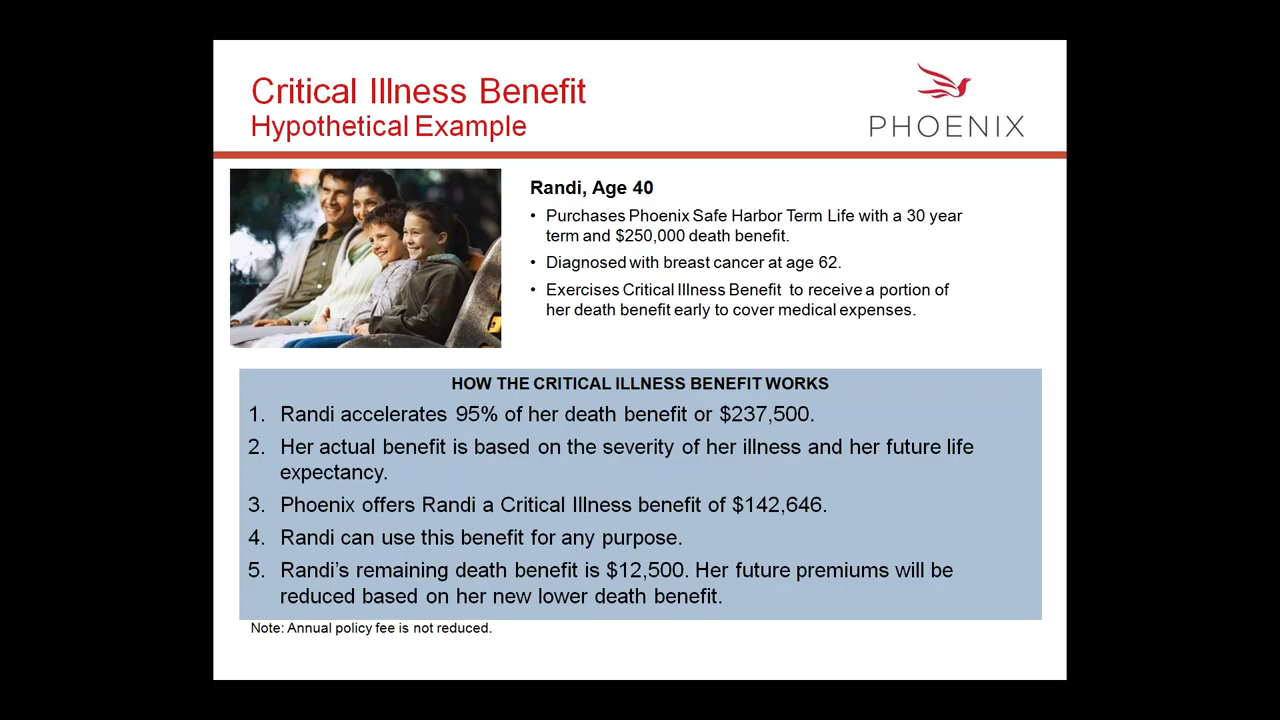 Critical Illness Benefit
Hypothetical Example
PHOENIX
Randi, Age 40
• Purchases Phoenix Safe Harbor Term Life with a 30 year
term and $250,000 death benefit.
• Diagnosed with breast cancer at age 62.
• Exercises Critical Illness Benefit to receive a portion of
her death benefit early to cover medical expenses.
HOW THE CRITICAL ILLNESS BENEFIT WORKS
1. Randi accelerates 95% of her death benefit or $237,500.
2. Her actual benefit is based on the severity of her illness and her future life
expectancy.
3. Phoenix offers Randi a Critical Illness benefit of $142,646.
4. Randi can use this benefit for any purpose.
5. Randi’s remaining death benefit is $12,500. Her future premiums will be
reduced based on her new lower death benefit.
Note: Annual policy fee is not reduced.